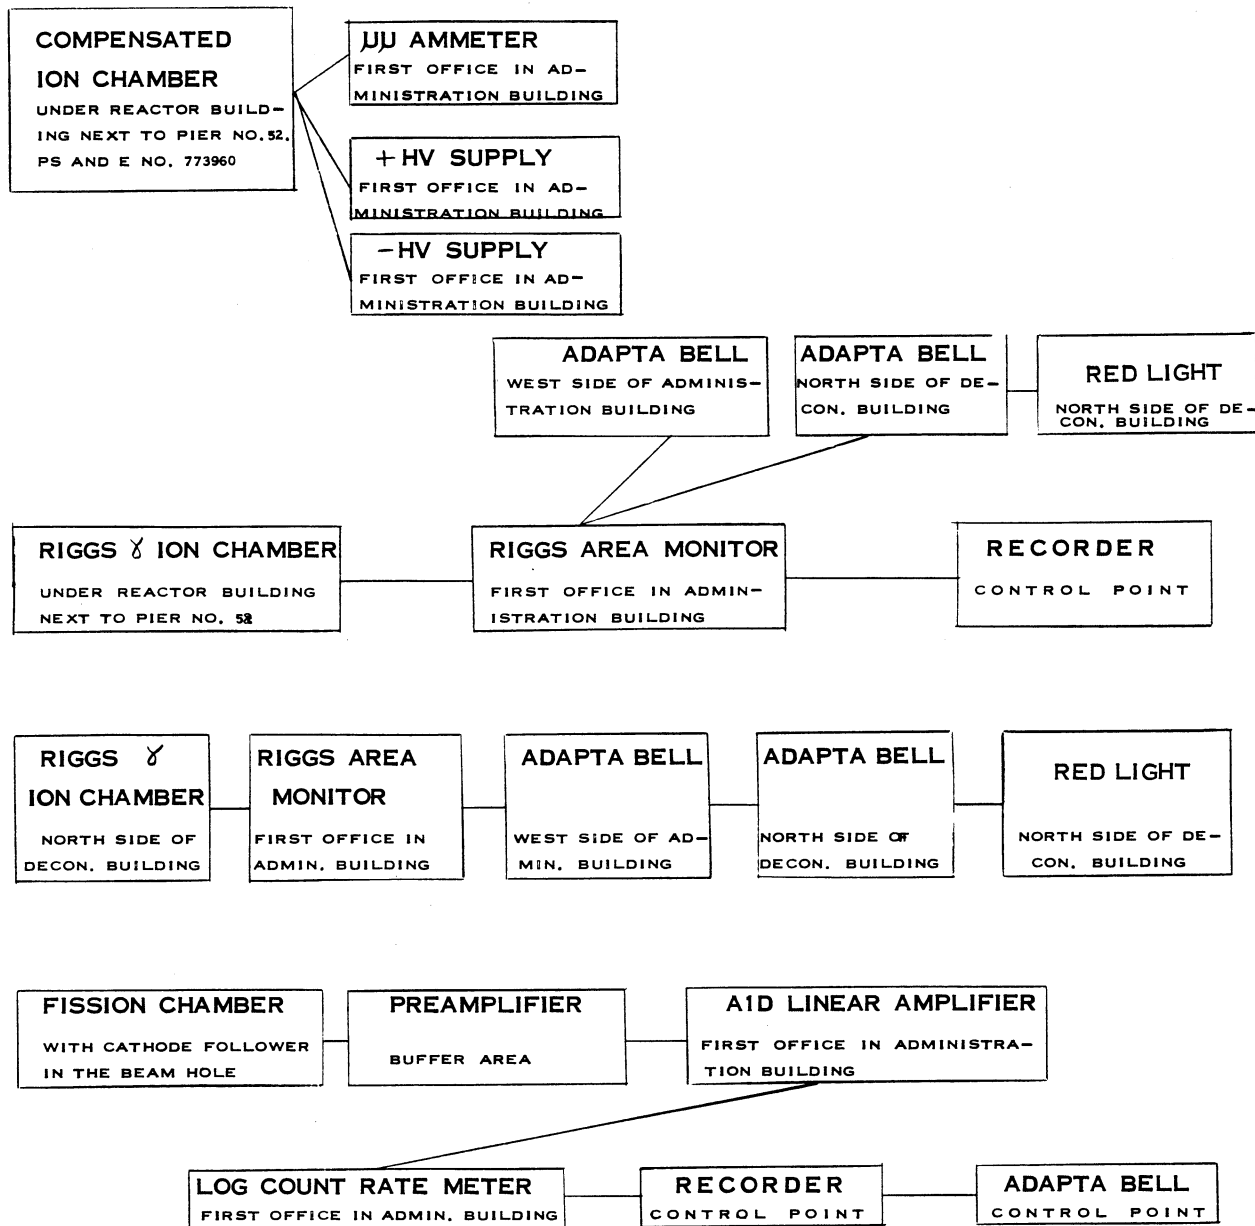 COMPENSATED
ION CHAMBER
UNDER REACTOR BUILD-
ING NEXT TO PIER NO. 52.
PS AND E NO. 773960
µµ AMMETER
FIRST OFFICE IN AD-
MINISTRATION BUILDING
+HV SUPPLY
FIRST OFFICE IN AD-
MINISTRATION BUILDING
-HV SUPPLY
FIRST OFFICE IN AD-
MINISTRATION BUILDING
ADAPTA BELL
WEST SIDE OF ADMINIS-
TRATION BUILDING
ADAPTA BELL
NORTH SIDE OF DE-
CON. BUILDING
RED LIGHT
NORTH SIDE OF DE-
CON. BUILDING
RIGGS γ ION CHAMBER
UNDER REACTOR BUILDING
NEXT TO PIER NO. 52
RIGGS AREA MONITOR
FIRST OFFICE IN ADMIN-
ISTRATION BUILDING
RECORDER
CONTROL POINT
RIGGS γ
ION CHAMBER
NORTH SIDE OF
DECON. BUILDING
RIGGS AREA
MONITOR
FIRST OFFICE IN
ADMIN. BUILDING
ADAPTA BELL
WEST SIDE OF AD-
MIN. BUILDING
ADAPTA BELL
NORTH SIDE OF
DECON. BUILDING
RED LIGHT
NORTH SIDE OF DE-
CON. BUILDING
FISSION CHAMBER
WITH CATHODE FOLLOWER
IN THE BEAM HOLE
PREAMPLIFIER
BUFFER AREA
A1D LINEAR AMPLIFIER
FIRST OFFICE IN ADMINISTRA-
TION BUILDING
LOG COUNT RATE METER
FIRST OFFICE IN ADMIN. BUILDING
RECORDER
CONTROL POINT
ADAPTA BELL
CONTROL POINT